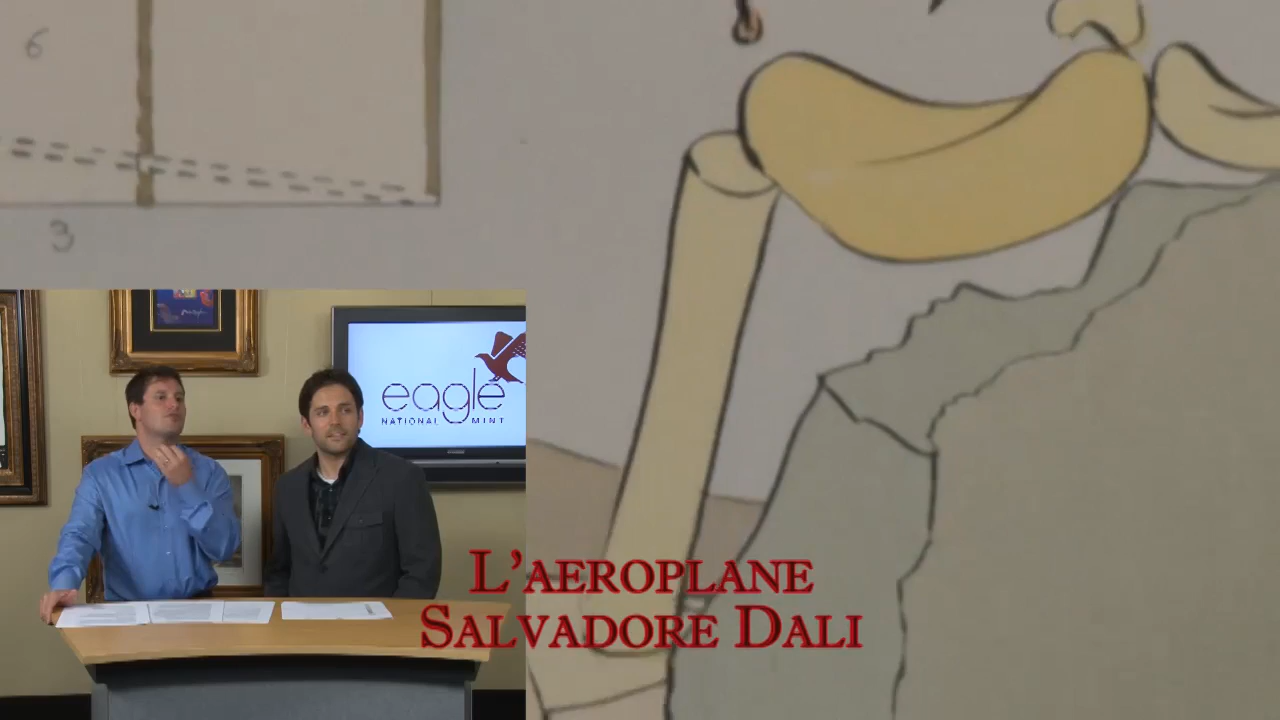 6
3
eagle
NATIONAL MINT
L'AEROPLANE
SALVADORE DALI